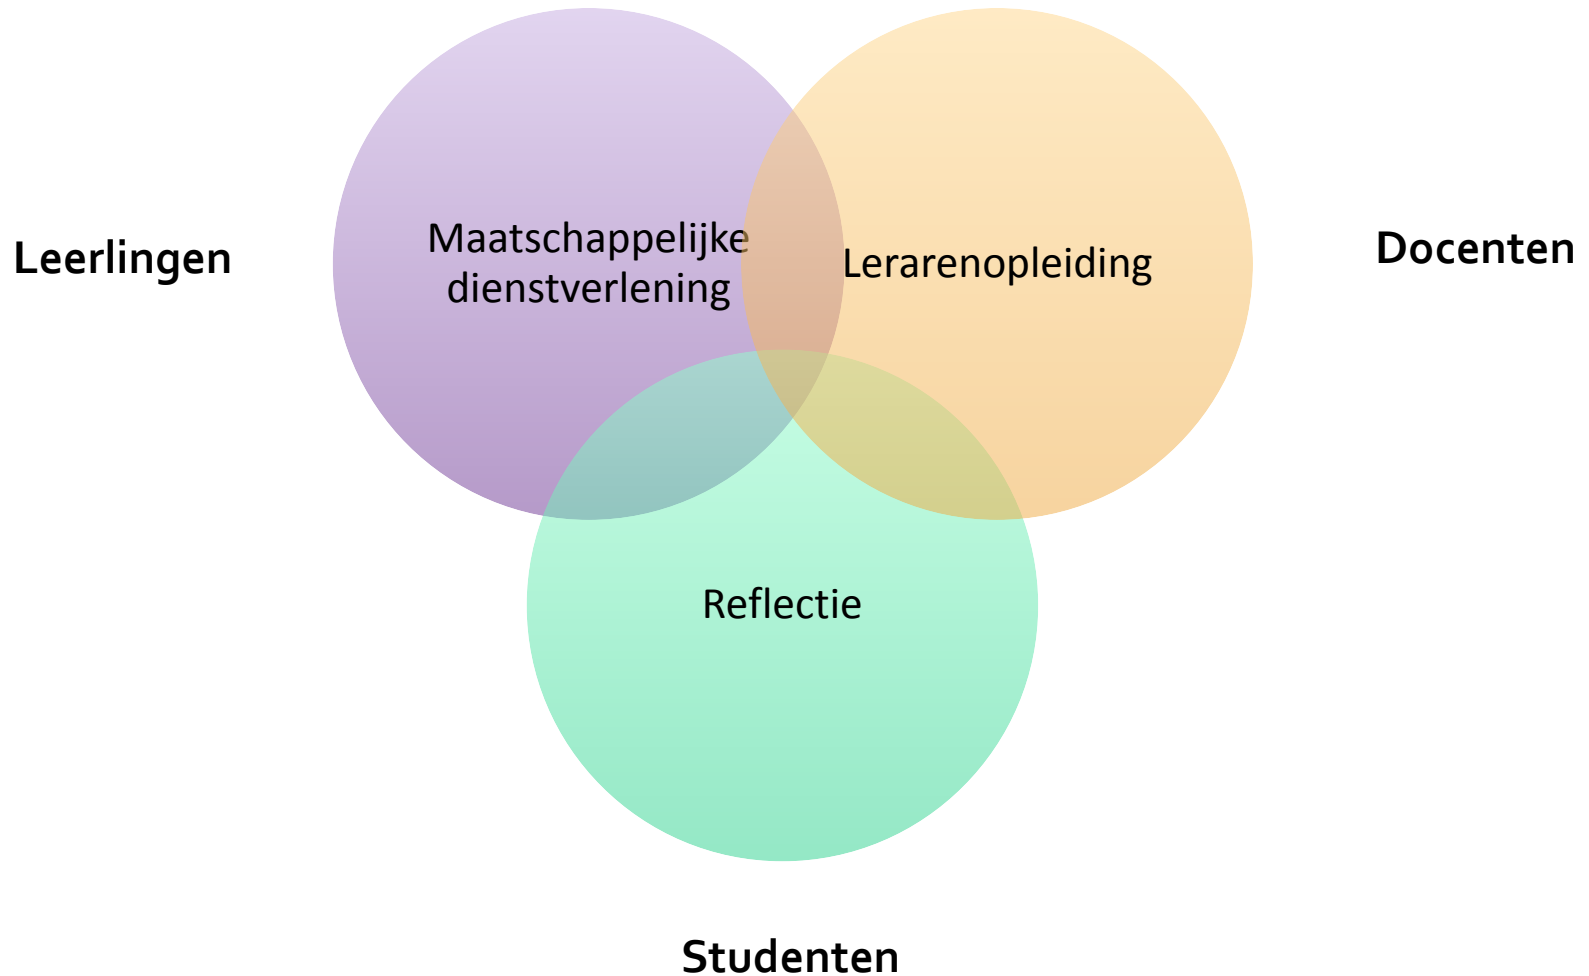 Leerlingen
Maatschappelijke
dienstverlening
Lerarenopleiding
Docenten
Reflectie
Studenten